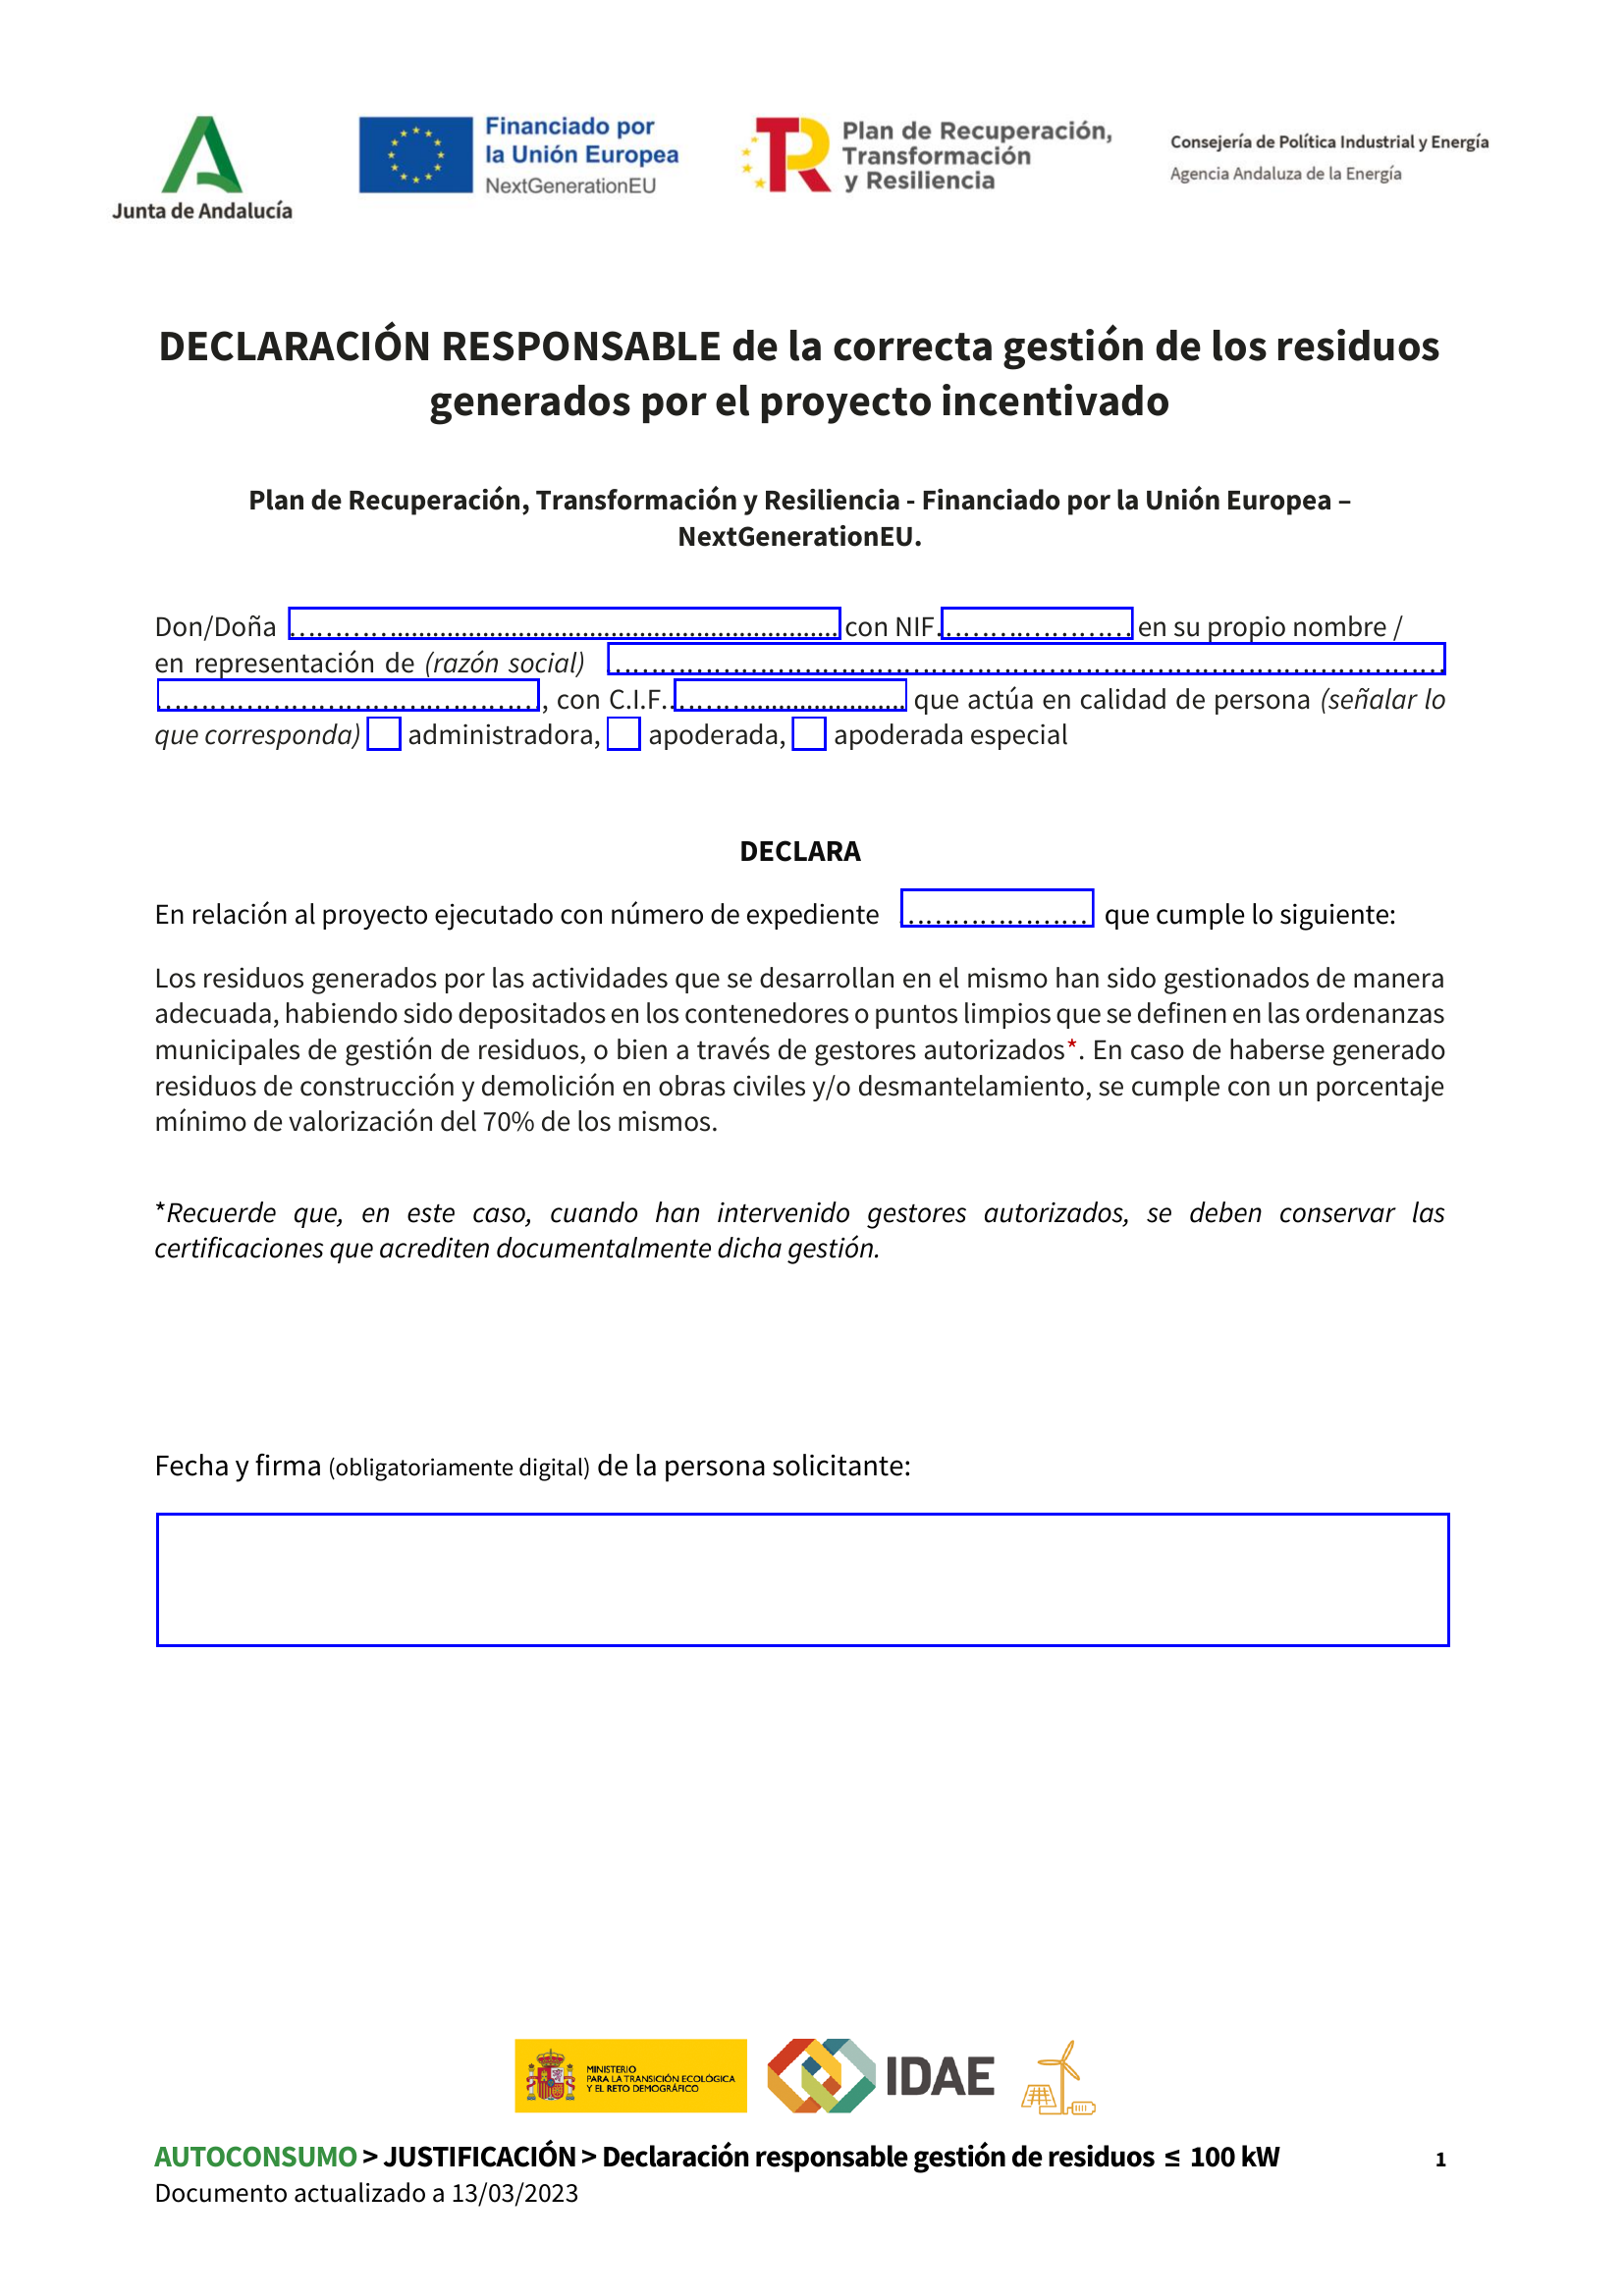 Junta de Andalucía
Financiado por
la Unión Europea
NextGenerationEU
Plan de Recuperación,
Transformación
y Resiliencia
Consejería de Política Industrial y Energía
Agencia Andaluza de la Energía
DECLARACIÓN RESPONSABLE de la correcta gestión de los residuos
generados por el proyecto incentivado
Plan de Recuperación, Transformación y Resiliencia - Financiado por la Unión Europea –
NextGenerationEU.
Don/Doña ………….............................................................. con NIF.………………… en su propio nombre /
en representación de (razón social) ……………………………………………………………………………
…………………………………, con C.I.F.………...................... que actúa en calidad de persona (señalar lo
que corresponda) administradora, apoderada, apoderada especial
DECLARA
En relación al proyecto ejecutado con número de expediente ………………… que cumple lo siguiente:
Los residuos generados por las actividades que se desarrollan en el mismo han sido gestionados de manera
adecuada, habiendo sido depositados en los contenedores o puntos limpios que se definen en las ordenanzas
municipales de gestión de residuos, o bien a través de gestores autorizados*. En caso de haberse generado
residuos de construcción y demolición en obras civiles y/o desmantelamiento, se cumple con un porcentaje
mínimo de valorización del 70% de los mismos.
*Recuerde que, en este caso, cuando han intervenido gestores autorizados, se deben conservar las
certificaciones que acrediten documentalmente dicha gestión.
Fecha y firma (obligatoriamente digital) de la persona solicitante:
MINISTERIO
PARA LA TRANSICIÓN ECOLÓGICA
Y EL RETO DEMOGRÁFICO
IDAE
AUTOCONSUMO > JUSTIFICACIÓN > Declaración responsable gestión de residuos ≤ 100 kW 1
Documento actualizado a 13/03/2023